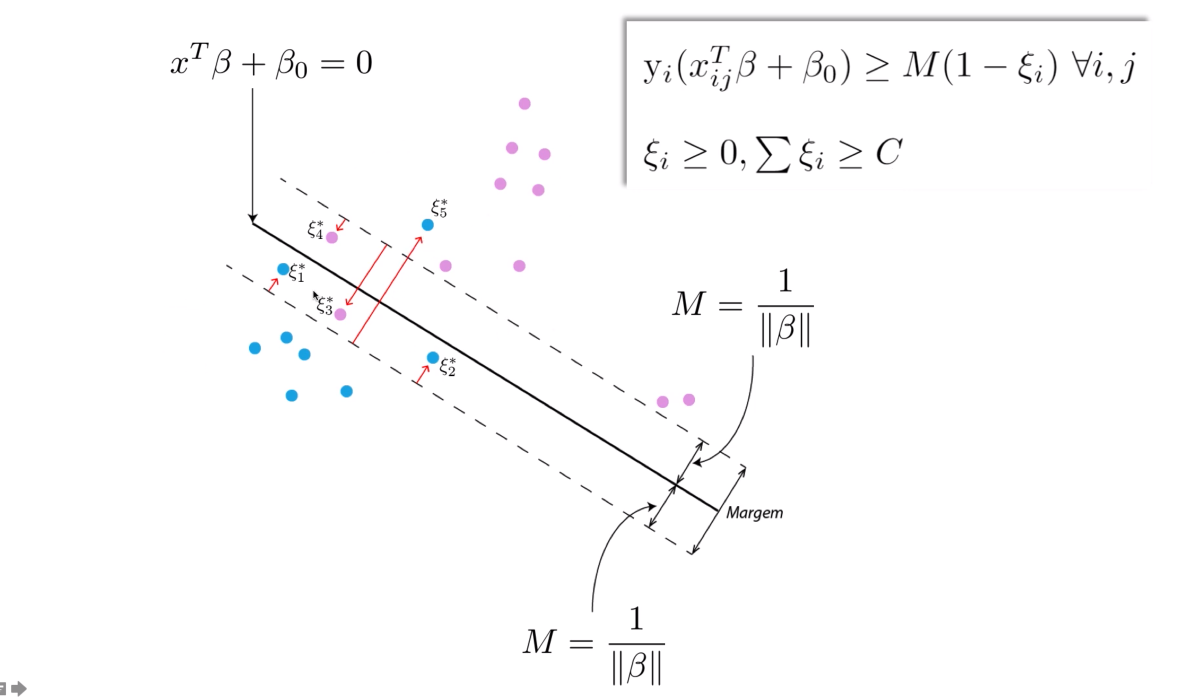 x^T β + β_0 = 0
y_i(x_{ij}^T β + β_0) ≥ M(1 − ξ_i) ∀i, j
ξ_i ≥ 0, ∑ ξ_i ≥ C
ξ_5^*
ξ_4^*
ξ_1^*
ξ_3^*
ξ_2^*
M = 1/‖β‖
Margem
M = 1/‖β‖